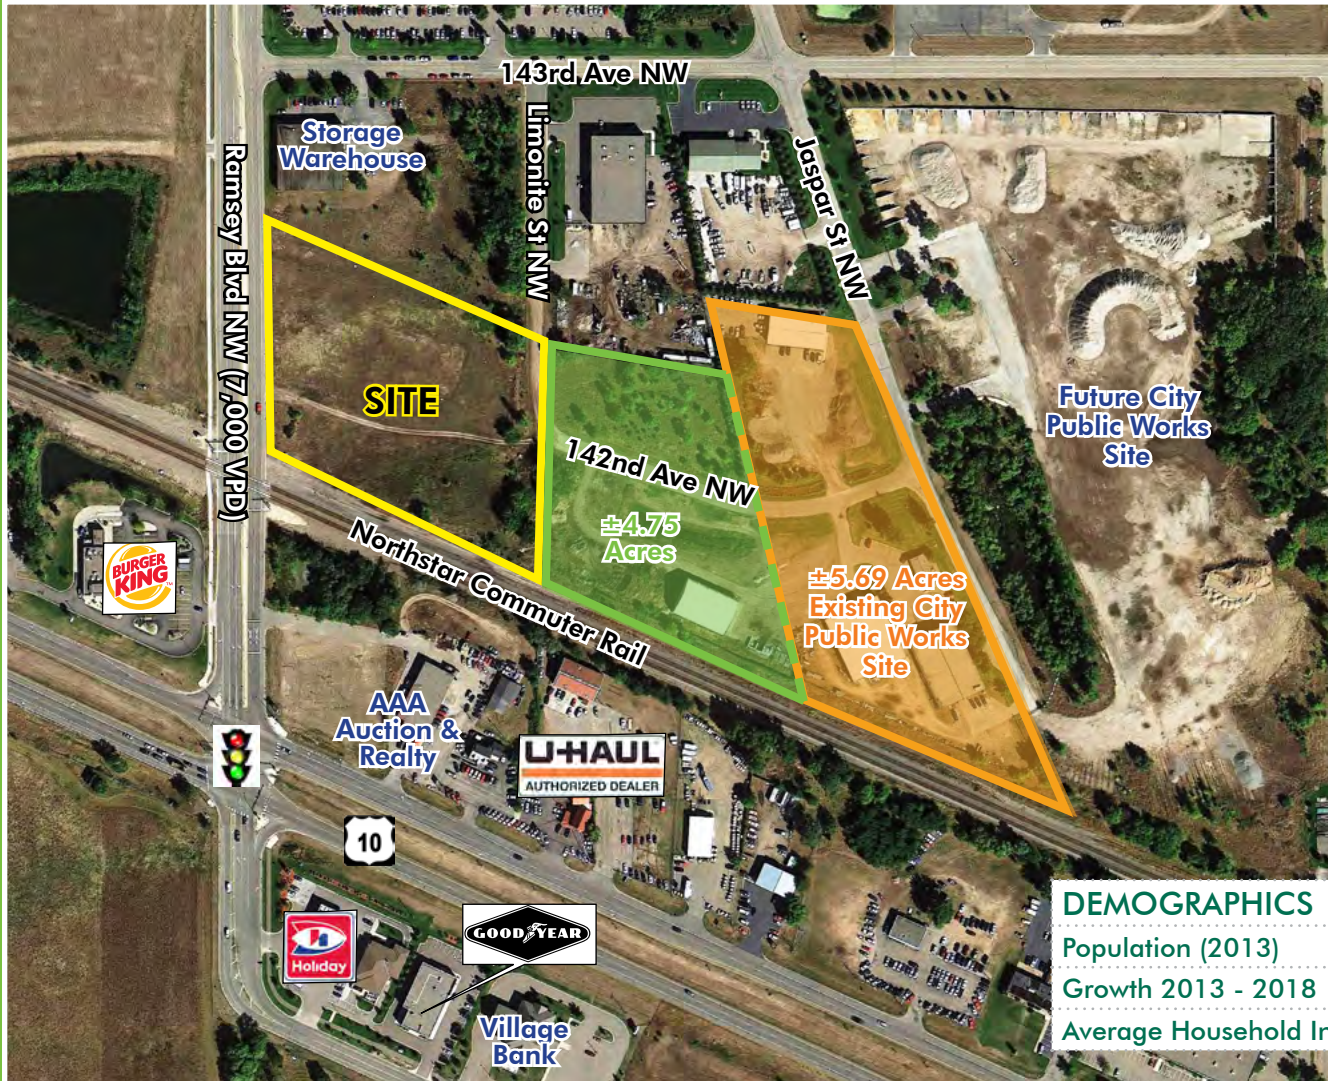 143rd Ave NW
Storage
Warehouse
Limonite St NW
Jaspar St NW
Ramsey Blvd NW (7,000 VPD)
SITE
Future City
Public Works
Site
142nd Ave NW
±4.75
Acres
Northstar Commuter Rail
±5.69 Acres
Existing City
Public Works
Site
BURGER
KING
AAA
Auction &
Realty
U-HAUL
AUTHORIZED DEALER
10
Holiday
GOODYEAR
Village
Bank
DEMOGRAPHICS
Population (2013)
Growth 2013 - 2018
Average Household In